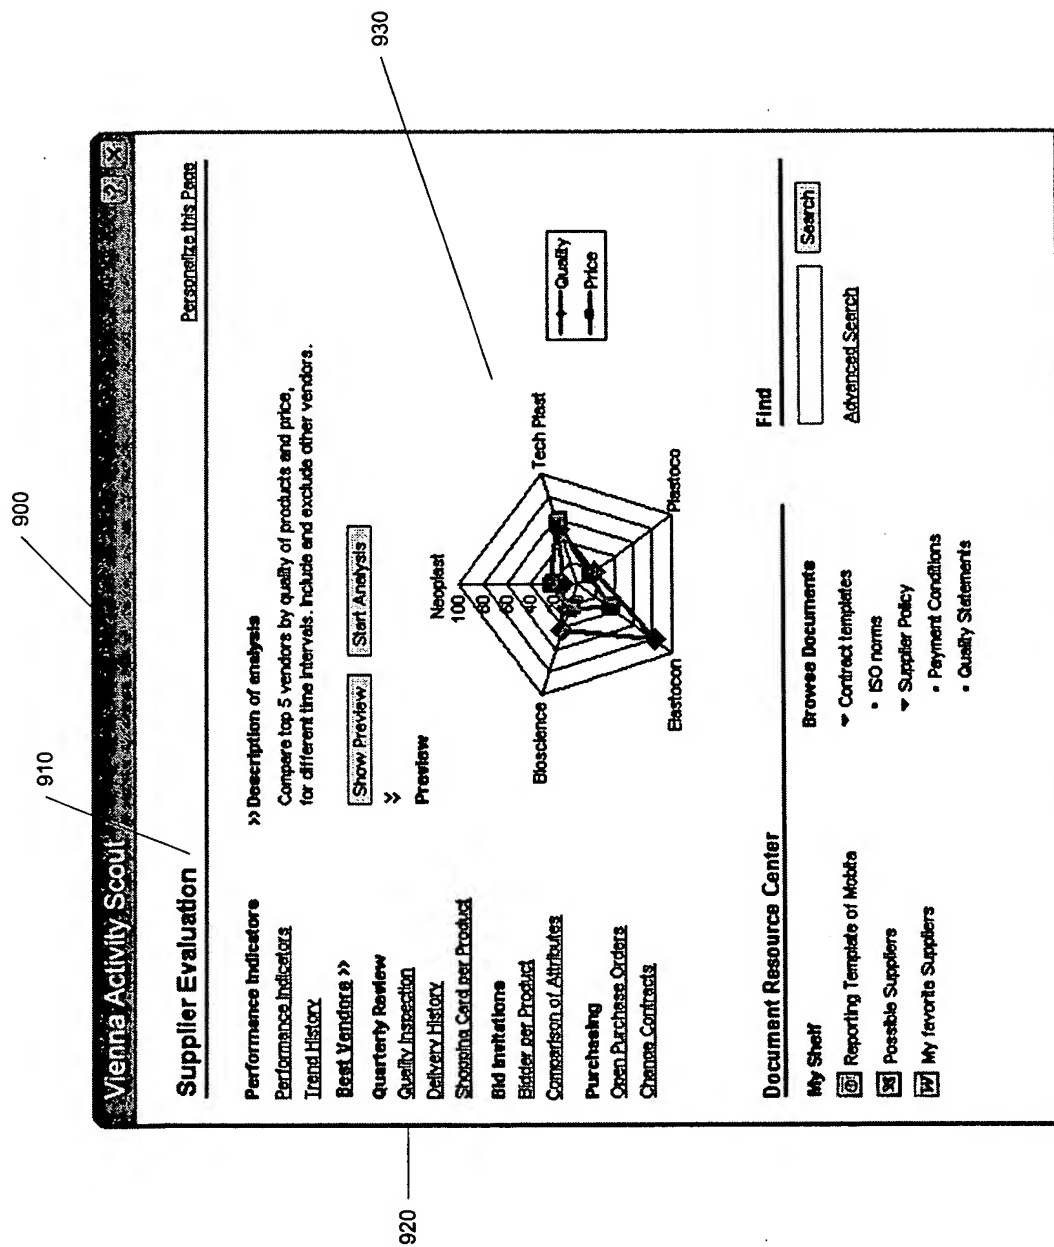 900
910
920
930
Vienna Activity Scout
? X
Supplier Evaluation
Personalize this Page
Performance Indicators
Performance Indicators
Trend History
Best Vendors >>
Quarterly Review
Quality Inspection
Delivery History
Shopping Card per Product
Bid Invitations
Bidder per Product
Comparison of Attributes
Purchasing
Open Purchase Orders
Change Contracts
>> Description of analysis
Compare top 5 vendors by quality of products and price,
for different time intervals. Include and exclude other vendors.
Show Preview
Start Analysis
Preview
Neoplast
100
80
60
40
Tech Plast
Plastoco
Elastocon
Bioscience
Quality
Price
Document Resource Center
My Shelf
Reporting Template of Mobita
Possible Suppliers
My favorite Suppliers
Browse Documents
Contract templates
• ISO norms
Supplier Policy
• Payment Conditions
• Quality Statements
Find
Search
Advanced Search